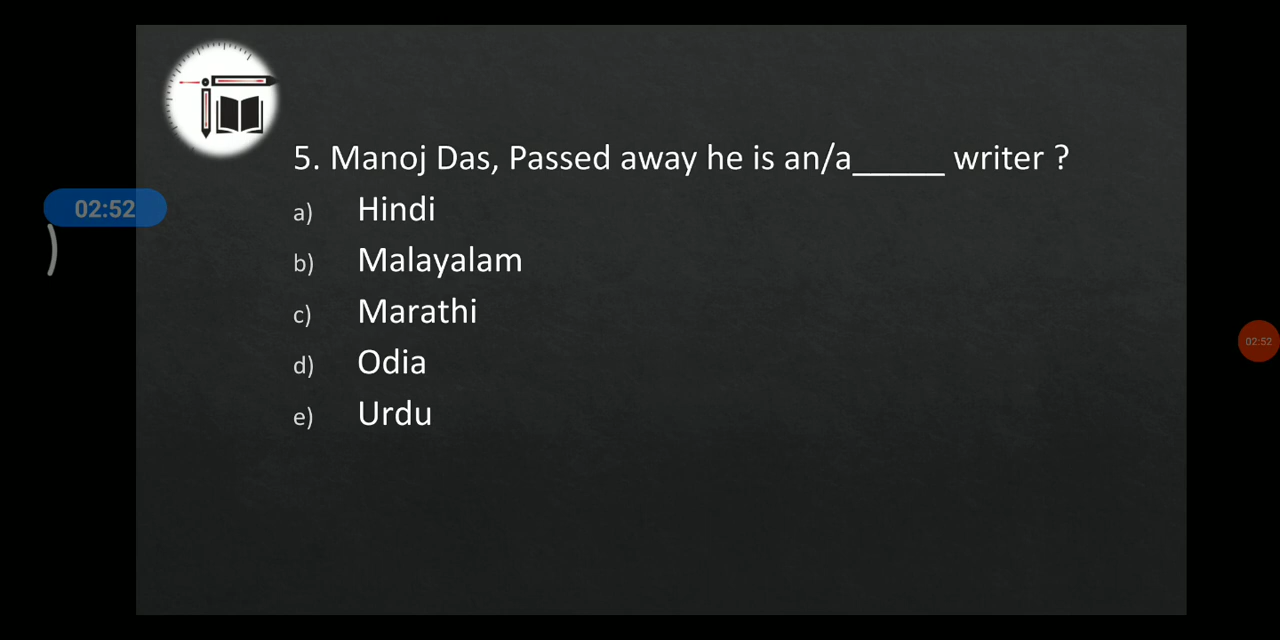 5. Manoj Das, Passed away he is an/a_____ writer ?
a) Hindi
02:52
b) Malayalam
c) Marathi
02:52
d) Odia
e) Urdu